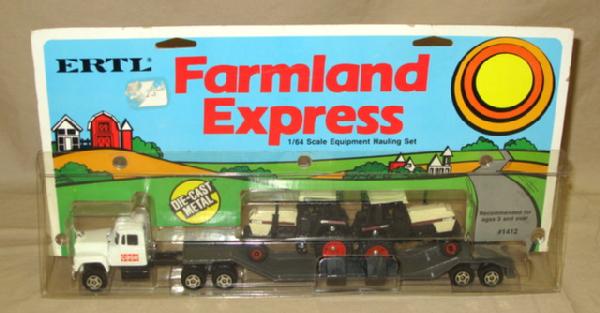 ERTL®
Farmland
Express
1/64 Scale Equipment Hauling Set
DIE-CAST
METAL
Recommended for
ages 3 and over
#1412